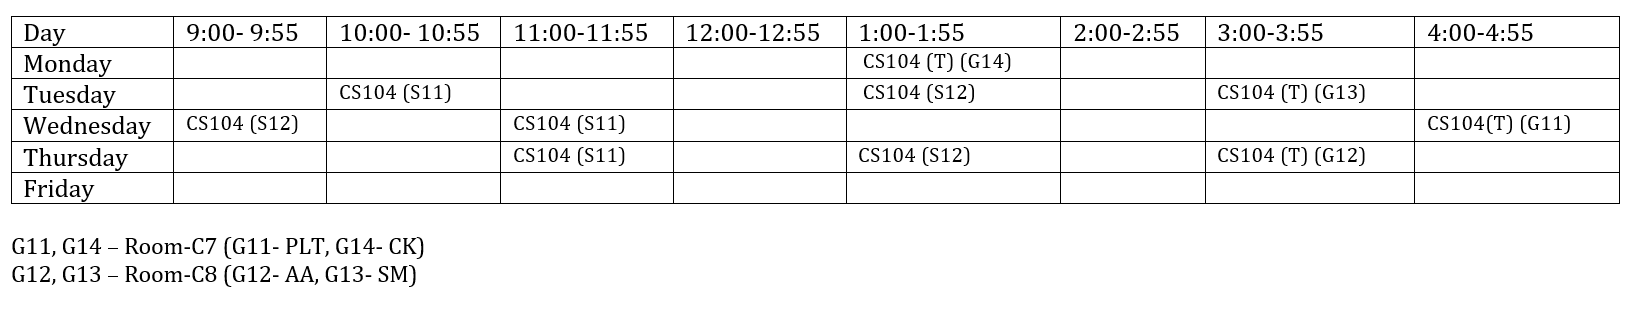 Day 9:00- 9:55 10:00- 10:55 11:00-11:55 12:00-12:55 1:00-1:55 2:00-2:55 3:00-3:55 4:00-4:55
Monday CS104 (T) (G14)
Tuesday CS104 (S11) CS104 (S12) CS104 (T) (G13)
Wednesday CS104 (S12) CS104 (S11) CS104(T) (G11)
Thursday CS104 (S11) CS104 (S12) CS104 (T) (G12)
Friday
G11, G14 – Room-C7 (G11- PLT, G14- CK)
G12, G13 – Room-C8 (G12- AA, G13- SM)